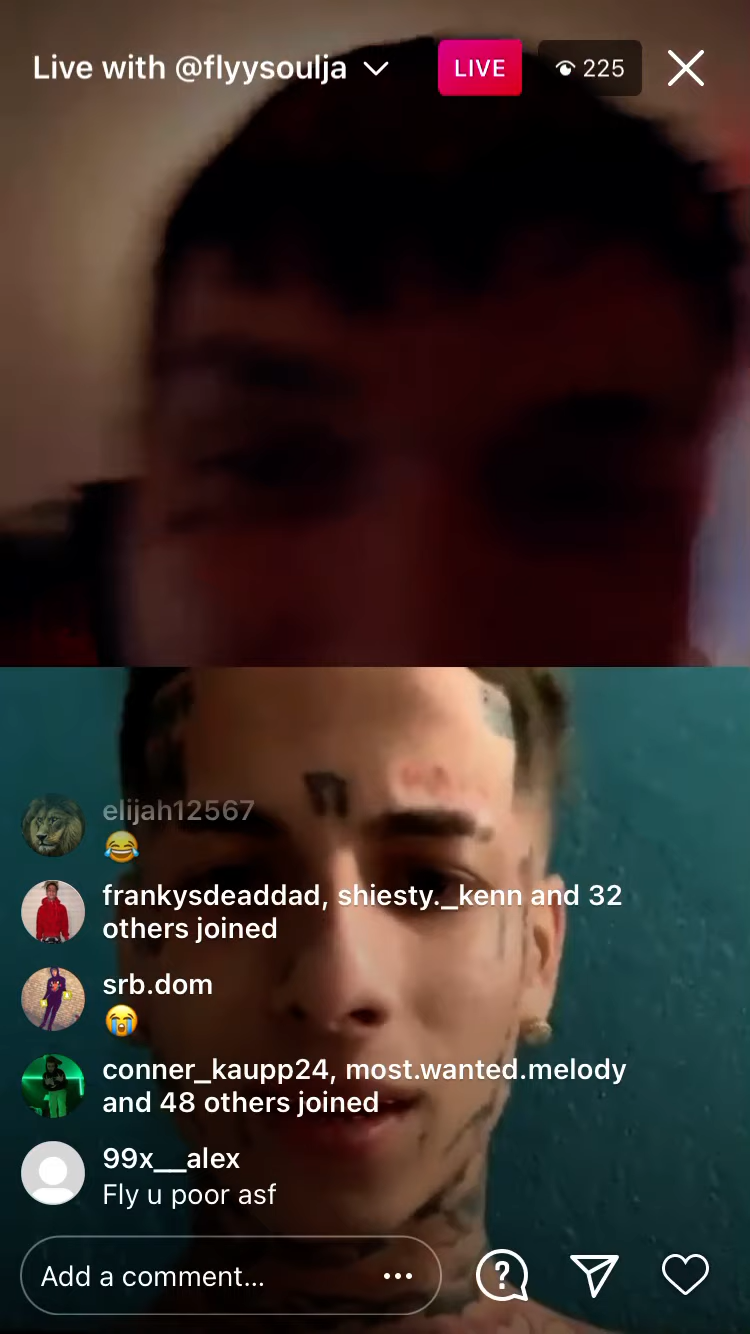 Live with @flyysoulja
LIVE
225
elijah12567
😂
frankysdeaddad, shiesty._kenn and 32
others joined
srb.dom
😭
conner_kaupp24, most.wanted.melody
and 48 others joined
99x__alex
Fly u poor asf
Add a comment...